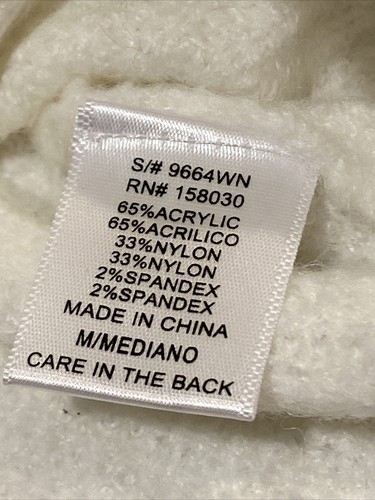 S/# 9664WN
RN# 158030
65%ACRYLIC
65%ACRILICO
33%NYLON
33%NYLON
2%SPANDEX
2%SPANDEX
MADE IN CHINA
M/MEDIANO
CARE IN THE BACK